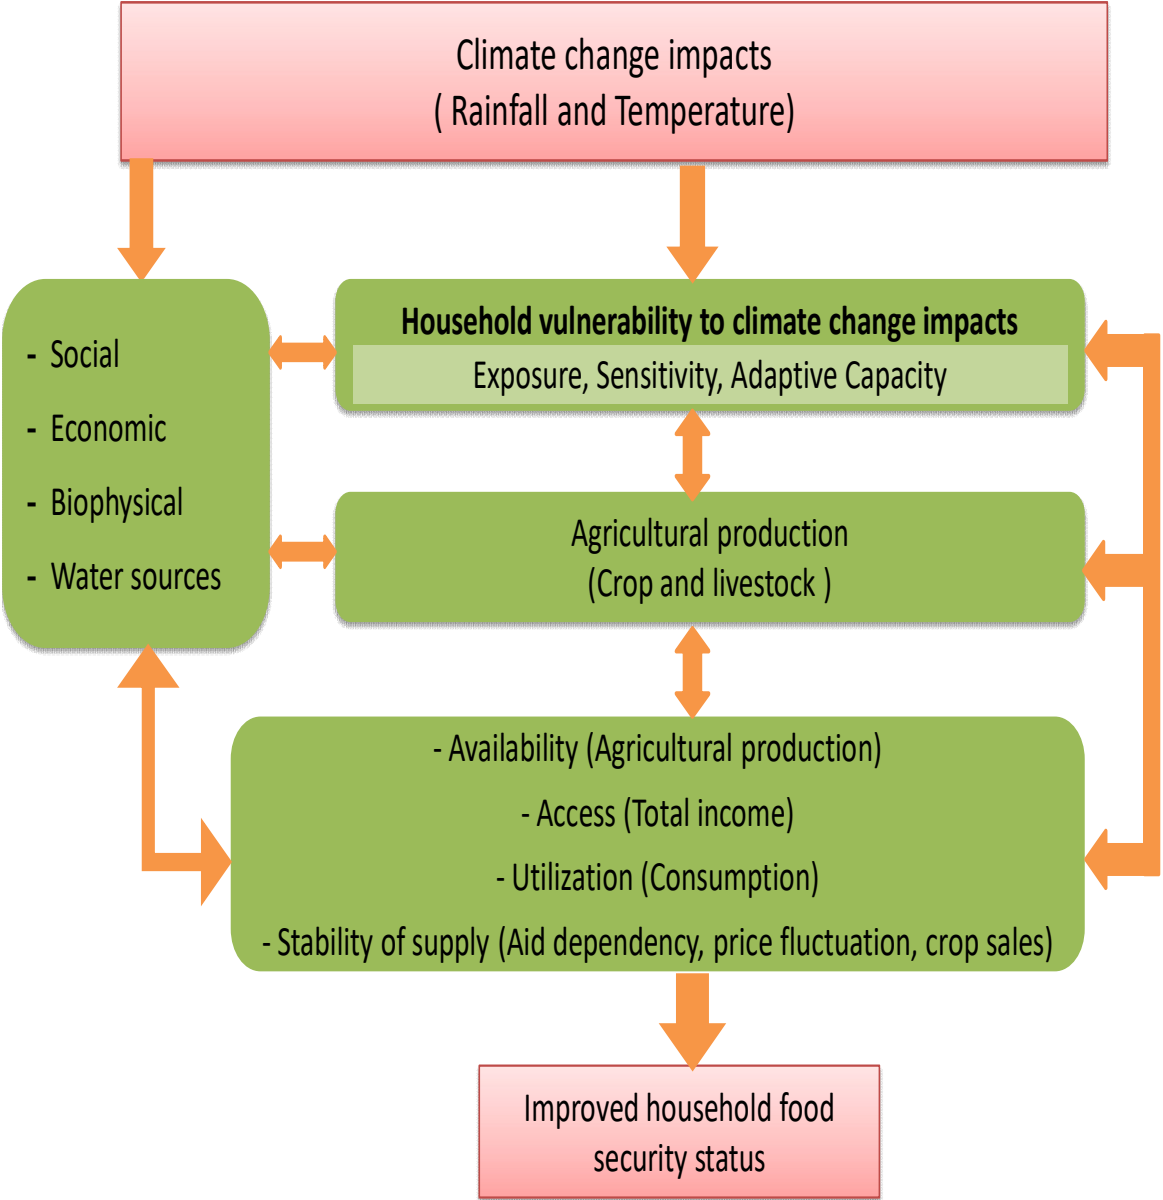 Climate change impacts
( Rainfall and Temperature)
- Social
- Economic
- Biophysical
- Water sources
Household vulnerability to climate change impacts
Exposure, Sensitivity, Adaptive Capacity
Agricultural production
(Crop and livestock )
- Availability (Agricultural production)
- Access (Total income)
- Utilization (Consumption)
- Stability of supply (Aid dependency, price fluctuation, crop sales)
Improved household food
security status